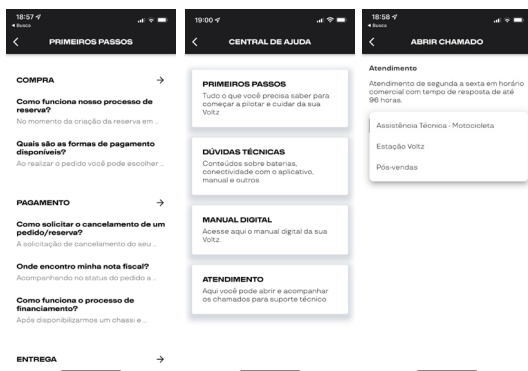 18:57
◀ Busca
PRIMEIROS PASSOS
COMPRA
Como funciona nosso processo de
reserva?
No momento da criação da reserva em ...
Quais são as formas de pagamento
disponíveis?
Ao realizar o pedido você pode escolher ...
PAGAMENTO
Como solicitar o cancelamento de um
pedido/reserva?
A solicitação de cancelamento do seu ...
Onde encontro minha nota fiscal?
Acompanhando no status do pedido a ...
Como funciona o processo de
financiamento?
Após disponibilizarmos um chassi e ...
ENTREGA
19:00
CENTRAL DE AJUDA
PRIMEIROS PASSOS
Tudo o que você precisa saber para
começar a pilotar e cuidar da sua
Voltz
DÚVIDAS TÉCNICAS
Conteúdos sobre baterias,
conectividade com o aplicativo,
manual e outros
MANUAL DIGITAL
Acesse aqui o manual digital da sua
Voltz.
ATENDIMENTO
Aqui você pode abrir e acompanhar
os chamados para suporte técnico
18:58
◀ Busca
ABRIR CHAMADO
Atendimento
Atendimento de segunda a sexta em horário
comercial com tempo de resposta de até
96 horas.
Assistência Técnica - Motocicleta
Estação Voltz
Pós-vendas